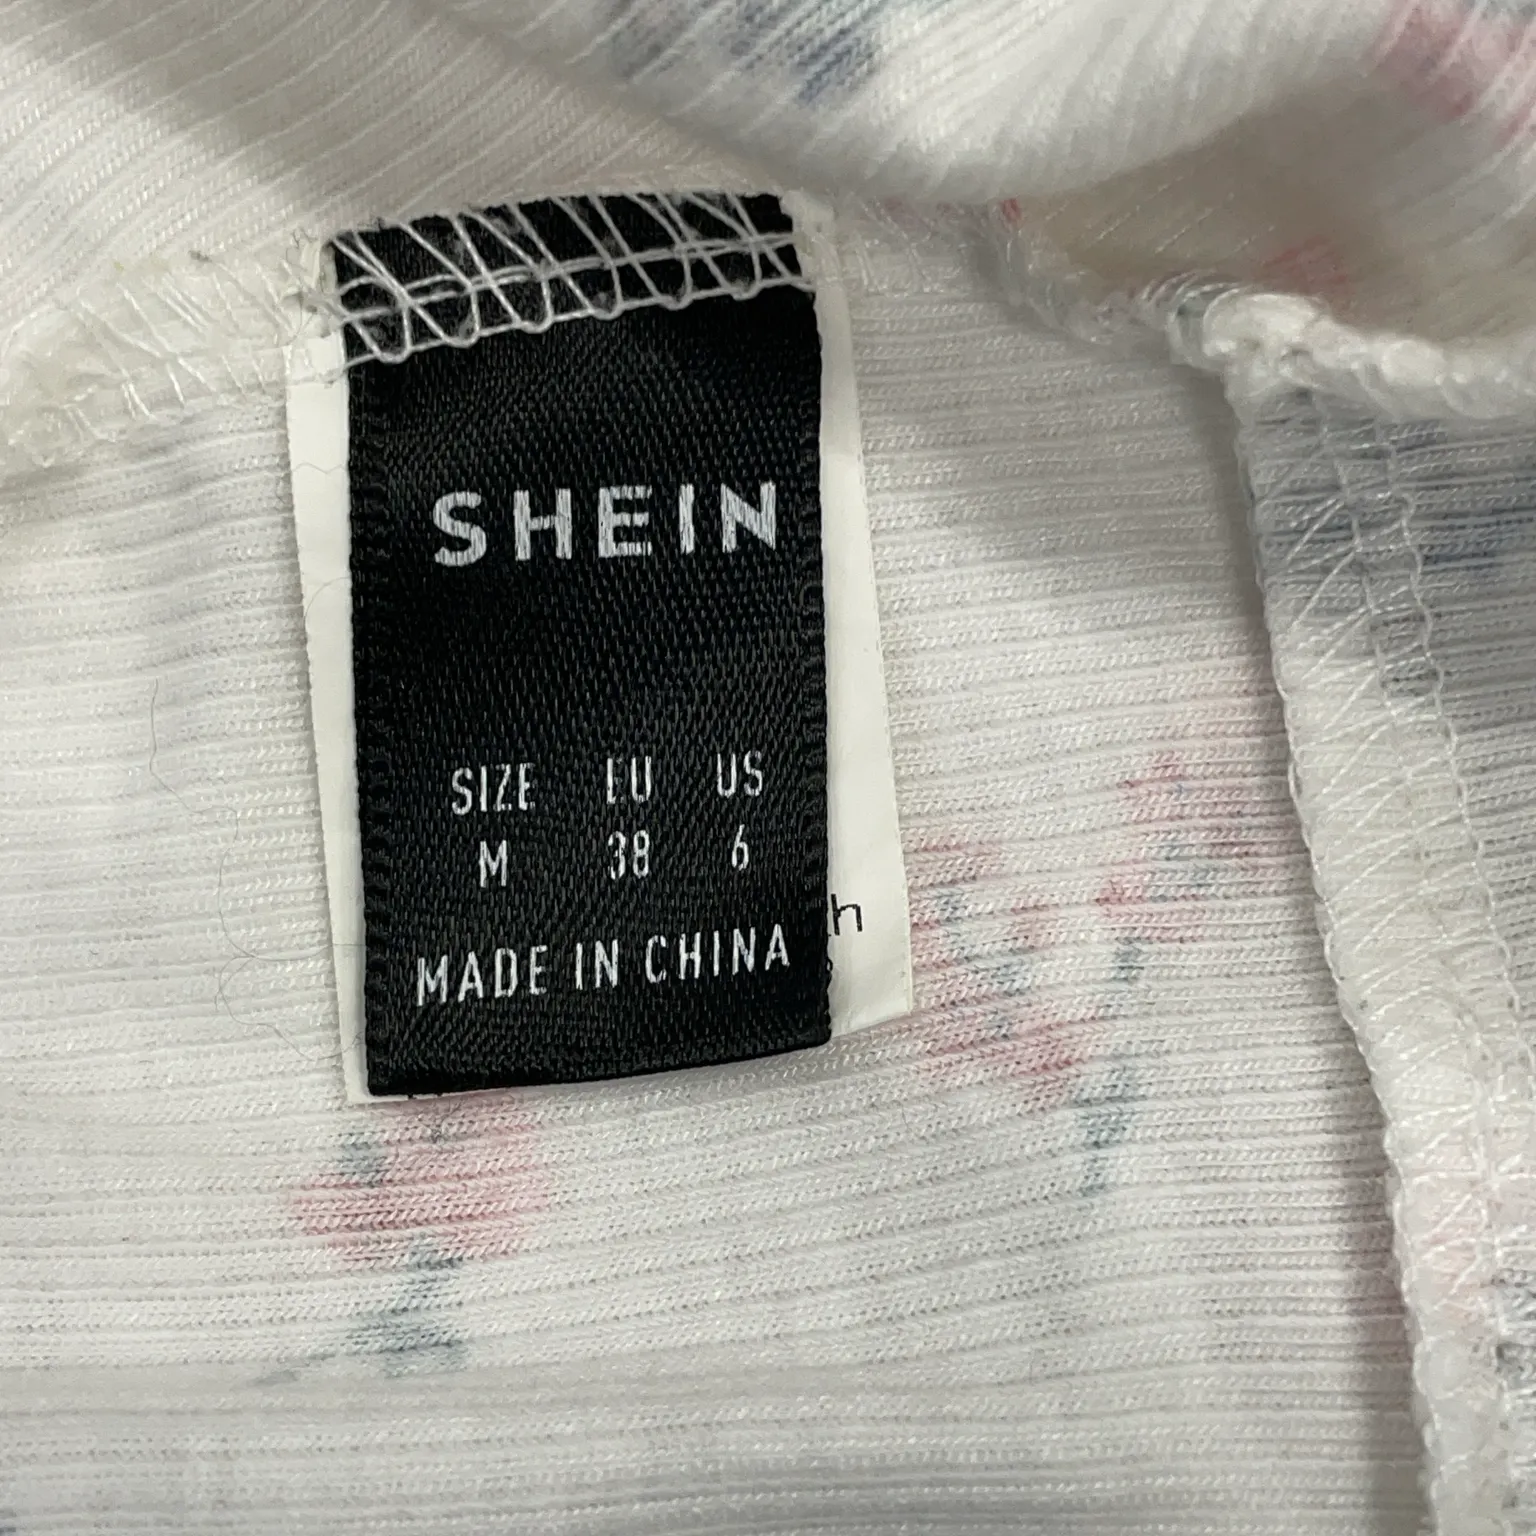 SHEIN
SIZE EU US
M 38 6
h
MADE IN CHINA